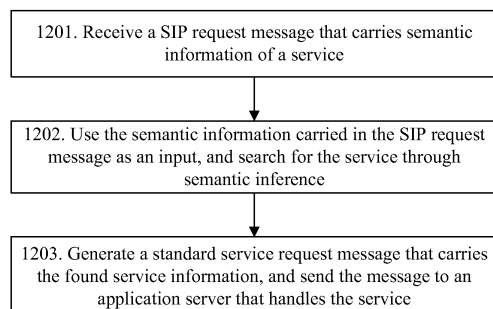 1201. Receive a SIP request message that carries semantic
information of a service
1202. Use the semantic information carried in the SIP request
message as an input, and search for the service through
semantic inference
1203. Generate a standard service request message that carries
the found service information, and send the message to an
application server that handles the service